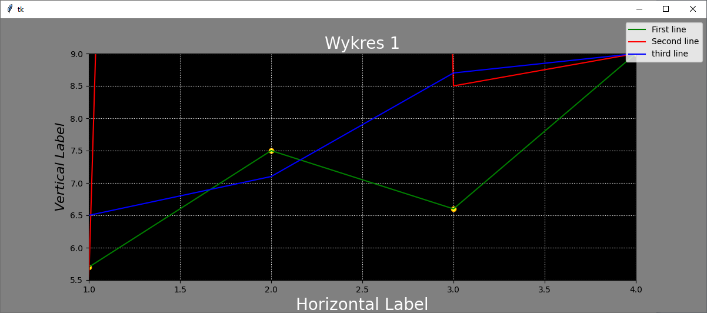 tk
First line
Second line
third line
Wykres 1
Vertical Label
9.0
8.5
8.0
7.5
7.0
6.5
6.0
5.5
1.0 1.5 2.0 2.5 3.0 3.5 4.0
Horizontal Label